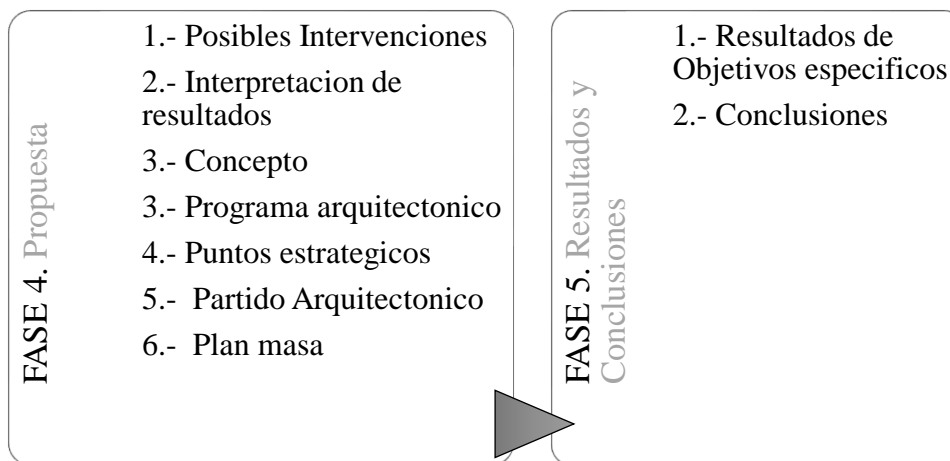 FASE 4. Propuesta
1.- Posibles Intervenciones
2.- Interpretacion de
resultados
3.- Concepto
3.- Programa arquitectonico
4.- Puntos estrategicos
5.- Partido Arquitectonico
6.- Plan masa
FASE 5. Resultados y
Conclusiones
1.- Resultados de
Objetivos especificos
2.- Conclusiones